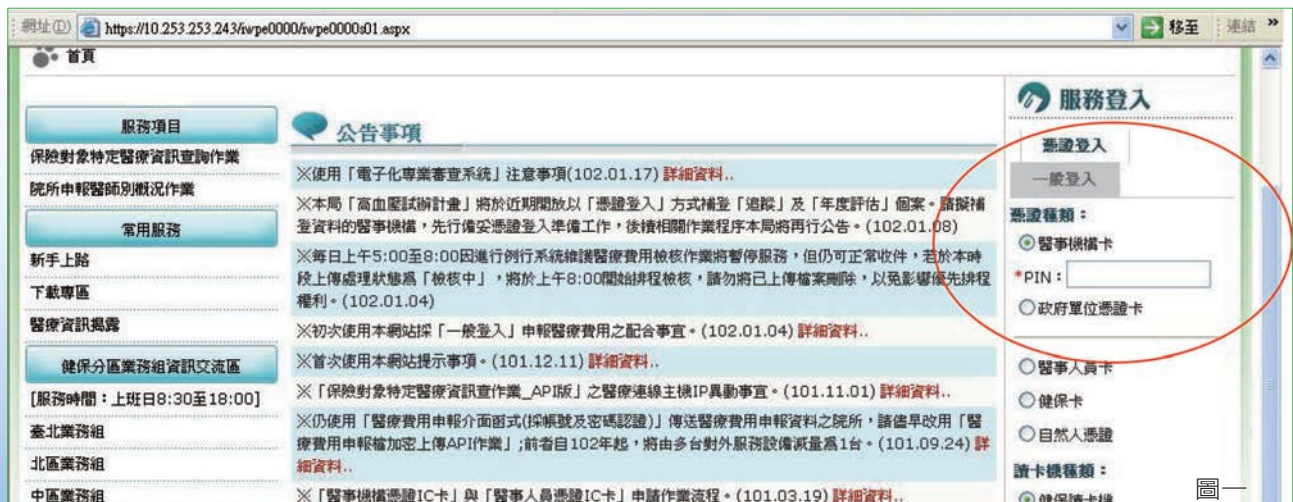 網址(D) https://10.253.253.243/iwpe0000/iwpe0000s01.aspx 移至 連結 »
首頁
服務項目
保險對象特定醫療資訊查詢作業
院所申報醫師別概況作業
常用服務
新手上路
下載專區
醫療資訊揭露
健保分區業務組資訊交流區
[服務時間：上班日8:30至18:00]
臺北業務組
北區業務組
中區業務組
公告事項
※使用「電子化專業審查系統」注意事項(102.01.17) 詳細資料..
※本局「高血壓試辦計畫」將於近期開放以「憑證登入」方式補登「追蹤」及「年度評估」個案。請擬補
登資料的醫事機構，先行備妥憑證登入準備工作，後續相關作業程序本局將再行公告。(102.01.08)
※每日上午5:00至8:00因進行例行系統維護醫療費用檢核作業將暫停服務，但仍可正常收件，若於本時
段上傳處理狀態為「檢核中」，將於上午8:00開始排程檢核，請勿將已上傳檔案刪除，以免影響優先排程
權利。(102.01.04)
※初次使用本網站採「一般登入」申報醫療費用之配合事宜。(102.01.04) 詳細資料..
※首次使用本網站提示事項。(101.12.11) 詳細資料..
※「保險對象特定醫療資訊查作業_API版」之醫療連線主機IP異動事宜。(101.11.01) 詳細資料..
※仍使用「醫療費用申報介面函式(採帳號及密碼認證)」傳送醫療費用申報資料之院所，請儘早改用「醫
療費用申報檔加密上傳API作業」;前者自102年起，將由多台對外服務設備減量為1台。(101.09.24) 詳
細資料..
※「醫事機構憑證IC卡」與「醫事人員憑證IC卡」申請作業流程。(101.03.19) 詳細資料..
服務登入
憑證登入
一般登入
憑證種類：
醫事機構卡
*PIN：
政府單位憑證卡
醫事人員卡
健保卡
自然人憑證
讀卡機種類：
健保讀卡機
圖一